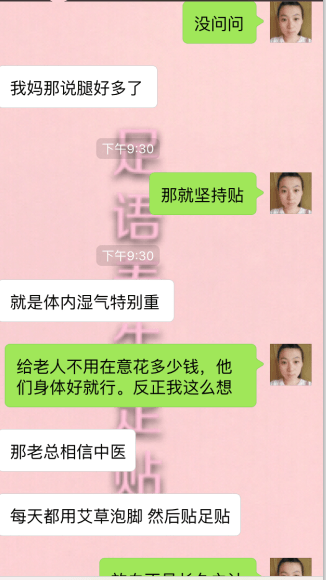 没问问
我妈那说腿好多了
下午9:30
那就坚持贴
下午9:30
就是体内湿气特别重
给老人不用在意花多少钱，他
们身体好就行。反正我这么想
那老总相信中医
每天都用艾草泡脚 然后贴足贴
足
语
足
贴